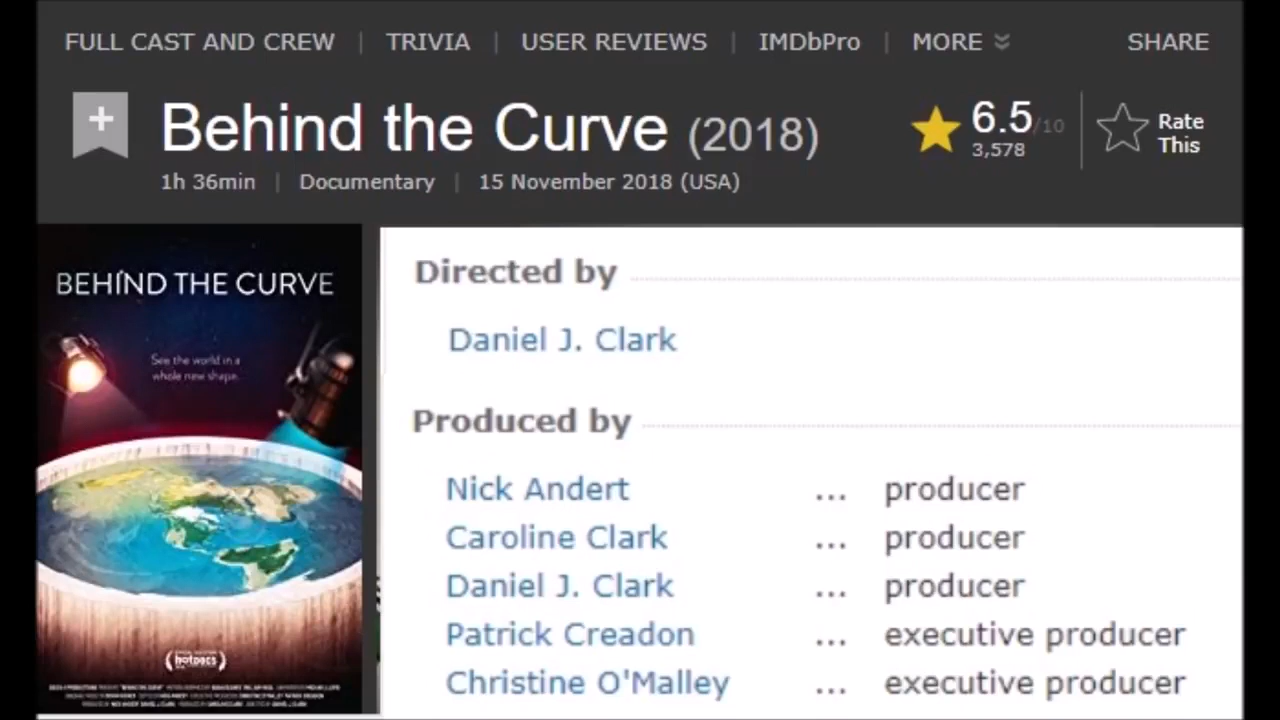 FULL CAST AND CREW | TRIVIA | USER REVIEWS | IMDbPro | MORE SHARE
+ Behind the Curve (2018) 6.5/10 Rate
3,578 This
1h 36min | Documentary | 15 November 2018 (USA)
BEHIND THE CURVE
See the world in a
whole new shape.
hotDOCS
Directed by
Daniel J. Clark
Produced by
Nick Andert ... producer
Caroline Clark ... producer
Daniel J. Clark ... producer
Patrick Creadon ... executive producer
Christine O'Malley ... executive producer